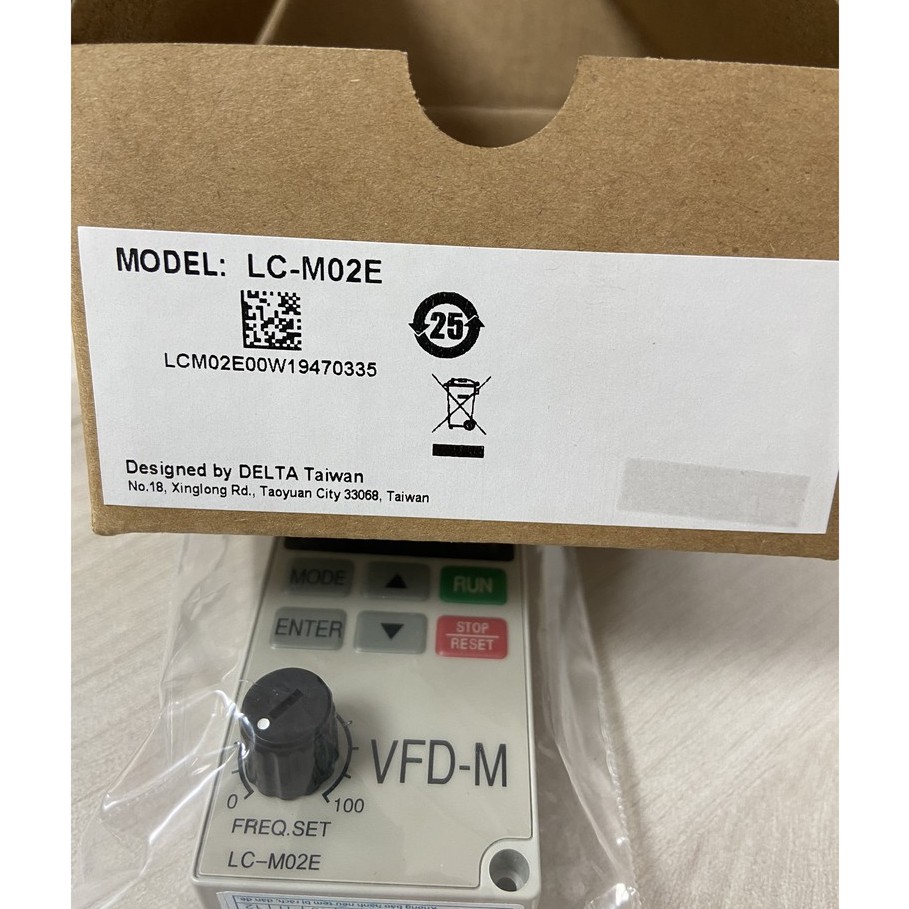 MODEL: LC-M02E
25
LCM02E00W19470335
Designed by DELTA Taiwan
No.18, Xinglong Rd., Taoyuan City 33068, Taiwan
MODE
RUN
ENTER
STOP
RESET
VFD-M
0
100
FREQ.SET
LC-M02E